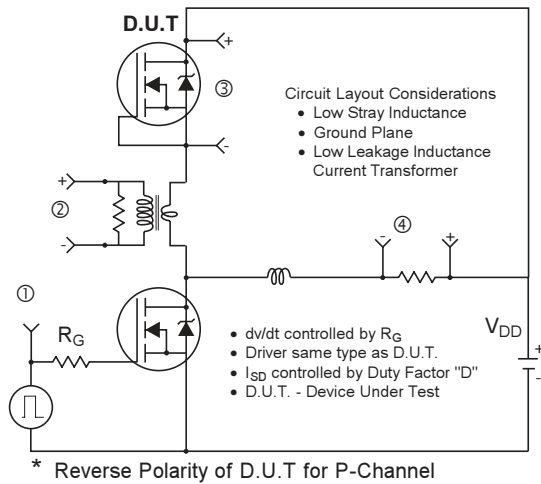 D.U.T
+
③
-
Circuit Layout Considerations
• Low Stray Inductance
• Ground Plane
• Low Leakage Inductance
Current Transformer
+
②
-
-
④
+
①
RG
• dv/dt controlled by RG
• Driver same type as D.U.T.
• ISD controlled by Duty Factor "D"
• D.U.T. - Device Under Test
VDD
+
-
* Reverse Polarity of D.U.T for P-Channel